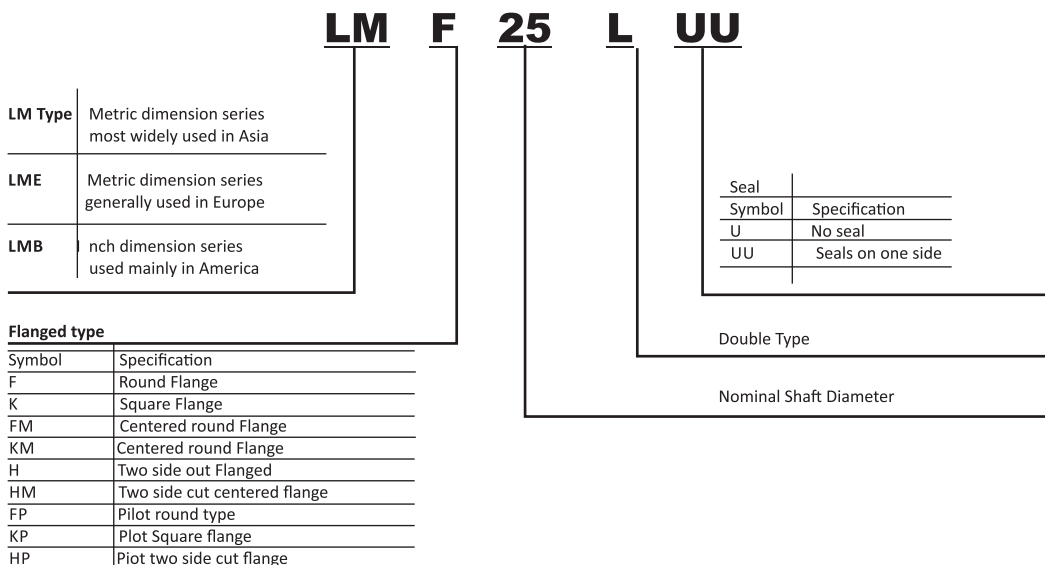 LM F 25 L UU
LM Type Metric dimension series
most widely used in Asia
LME Metric dimension series
generally used in Europe
LMB nch dimension series
used mainly in America
Seal
Symbol Specification
U No seal
UU Seals on one side
Double Type
Nominal Shaft Diameter
Flanged type
Symbol Specification
F Round Flange
K Square Flange
FM Centered round Flange
KM Centered round Flange
H Two side out Flanged
HM Two side cut centered flange
FP Pilot round type
KP Plot Square flange
HP Piot two side cut flange